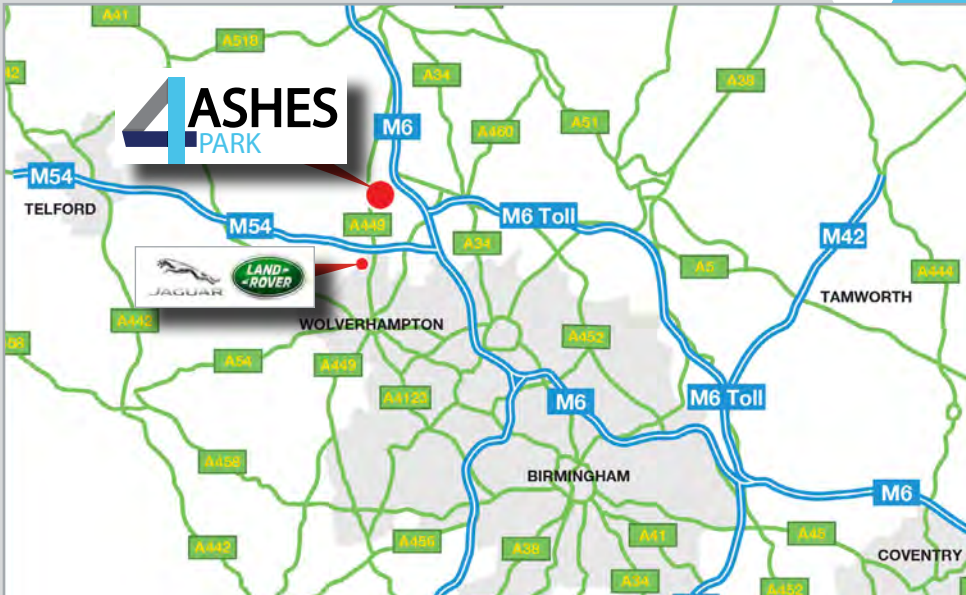 A41
A518
A34
A38
4 ASHES
PARK
M6
A460
A51
M54
TELFORD
M54
A449
M6 Toll
A34
M42
JAGUAR
LAND-
ROVER
A5
A444
TAMWORTH
A442
WOLVERHAMPTON
A452
A54
A449
A4123
M6
M6 Toll
A458
BIRMINGHAM
M6
A442
A456
A38
A41
A45
COVENTRY
A34
A452